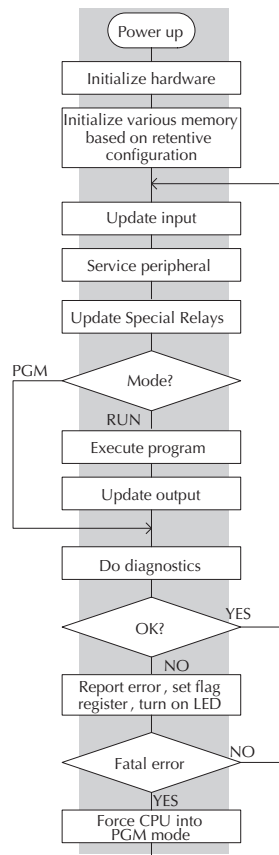 Power up
Initialize hardware
Initialize various memory
based on retentive
configuration
Update input
Service peripheral
Update Special Relays
PGM
Mode?
RUN
Execute program
Update output
Do diagnostics
YES
OK?
NO
Report error , set flag
register , turn on LED
NO
Fatal error
YES
Force CPU into
PGM mode